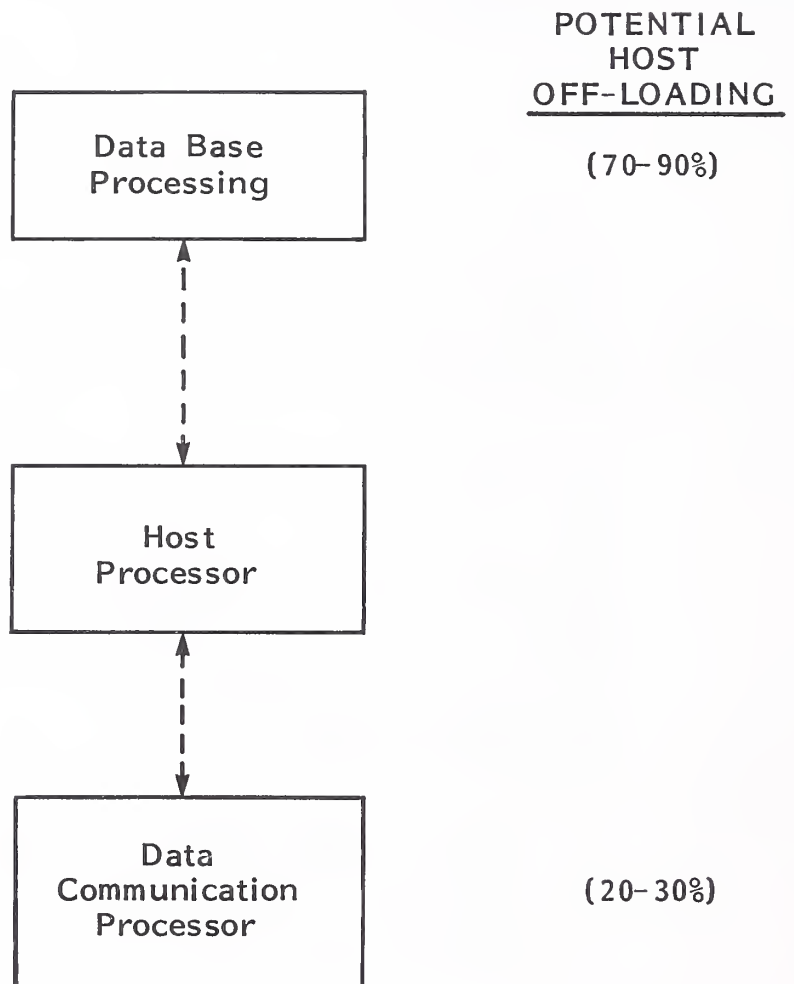 POTENTIAL
HOST
OFF-LOADING
Data Base
Processing
(70-90%)
Host
Processor
Data
Communication
Processor
(20-30%)